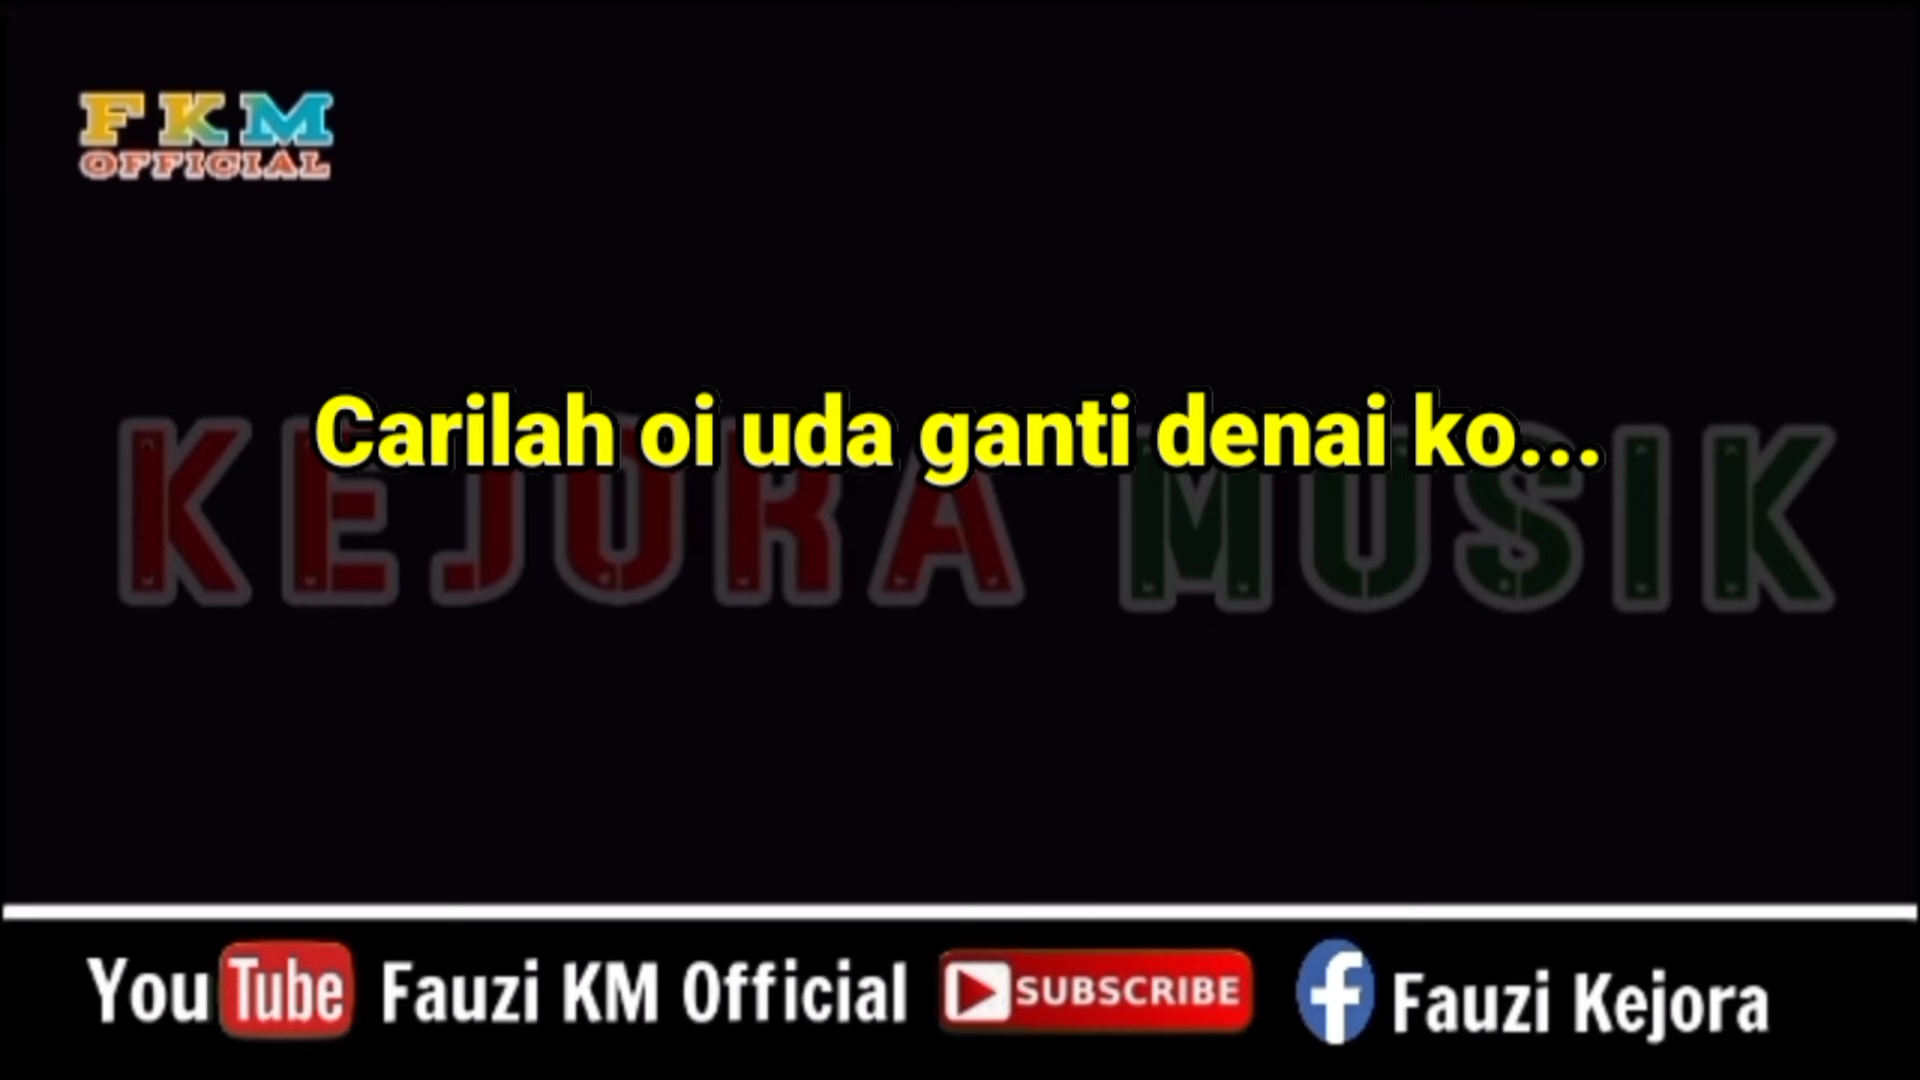 FKM
OFFICIAL
Carilah oi uda ganti denai ko...
KEJORA MUSIK
YouTube Fauzi KM Official SUBSCRIBE f Fauzi Kejora